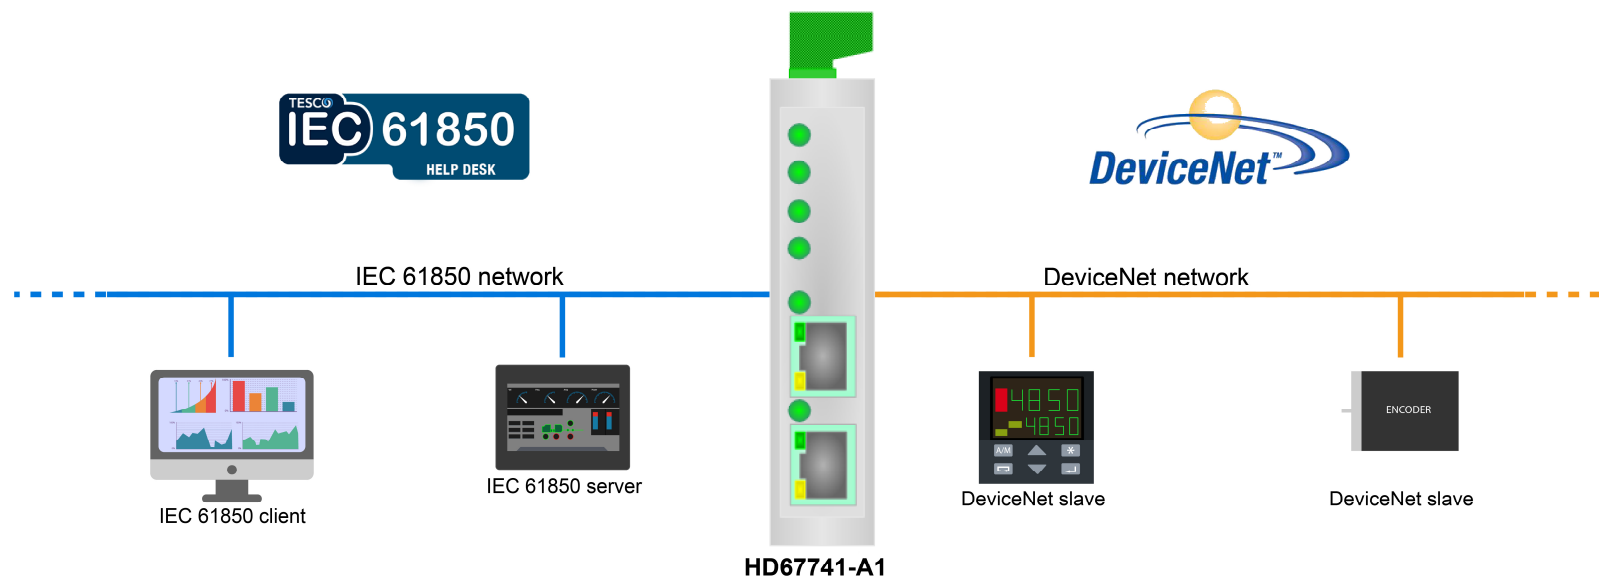 TESCO
IEC 61850
HELP DESK
DeviceNet™
IEC 61850 network
DeviceNet network
4850
4850
A/M
*
ENCODER
IEC 61850 client
IEC 61850 server
DeviceNet slave
DeviceNet slave
HD67741-A1